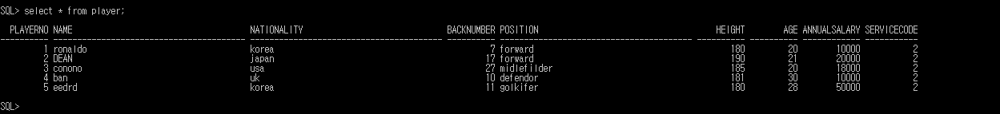 SQL> select * from player;
PLAYERNO NAME NATIONALITY BACKNUMBER POSITION HEIGHT AGE ANNUALSALARY SERVICECODE
1 ronaldo korea 7 forward 180 20 10000 2
2 DEAN japan 17 forward 190 21 20000 2
3 conono usa 27 midlefilder 185 20 18000 2
4 ban uk 10 defendor 181 30 10000 2
5 eedrd korea 11 golkifer 180 28 50000 2
SQL>